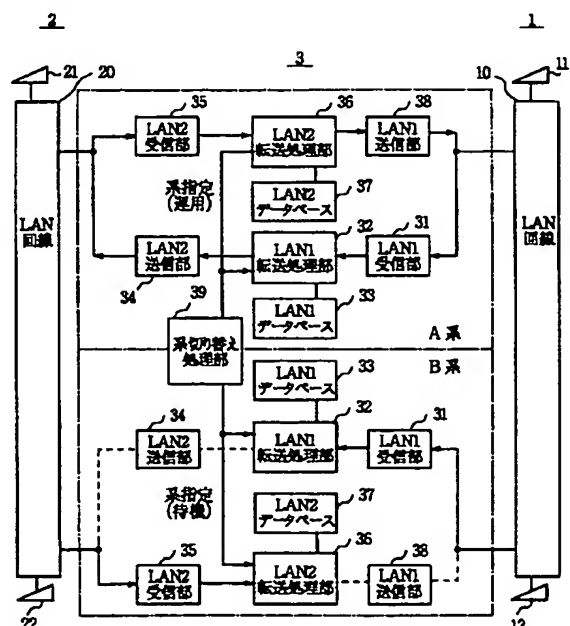 2
3
1
21
20
10
11
35
36
38
LAN2
受信部
LAN2
転送処理部
LAN1
送信部
37
LAN2
データベース
系指定
(運用)
LAN
回線
LAN
回線
34
LAN2
送信部
32
LAN1
転送処理部
31
LAN1
受信部
33
LAN1
データベース
39
系切り替え
処理部
A系
B系
33
LAN1
データベース
34
LAN2
送信部
32
LAN1
転送処理部
31
LAN1
受信部
系指定
(待機)
37
LAN2
データベース
35
LAN2
受信部
36
LAN2
転送処理部
38
LAN1
送信部
22
12